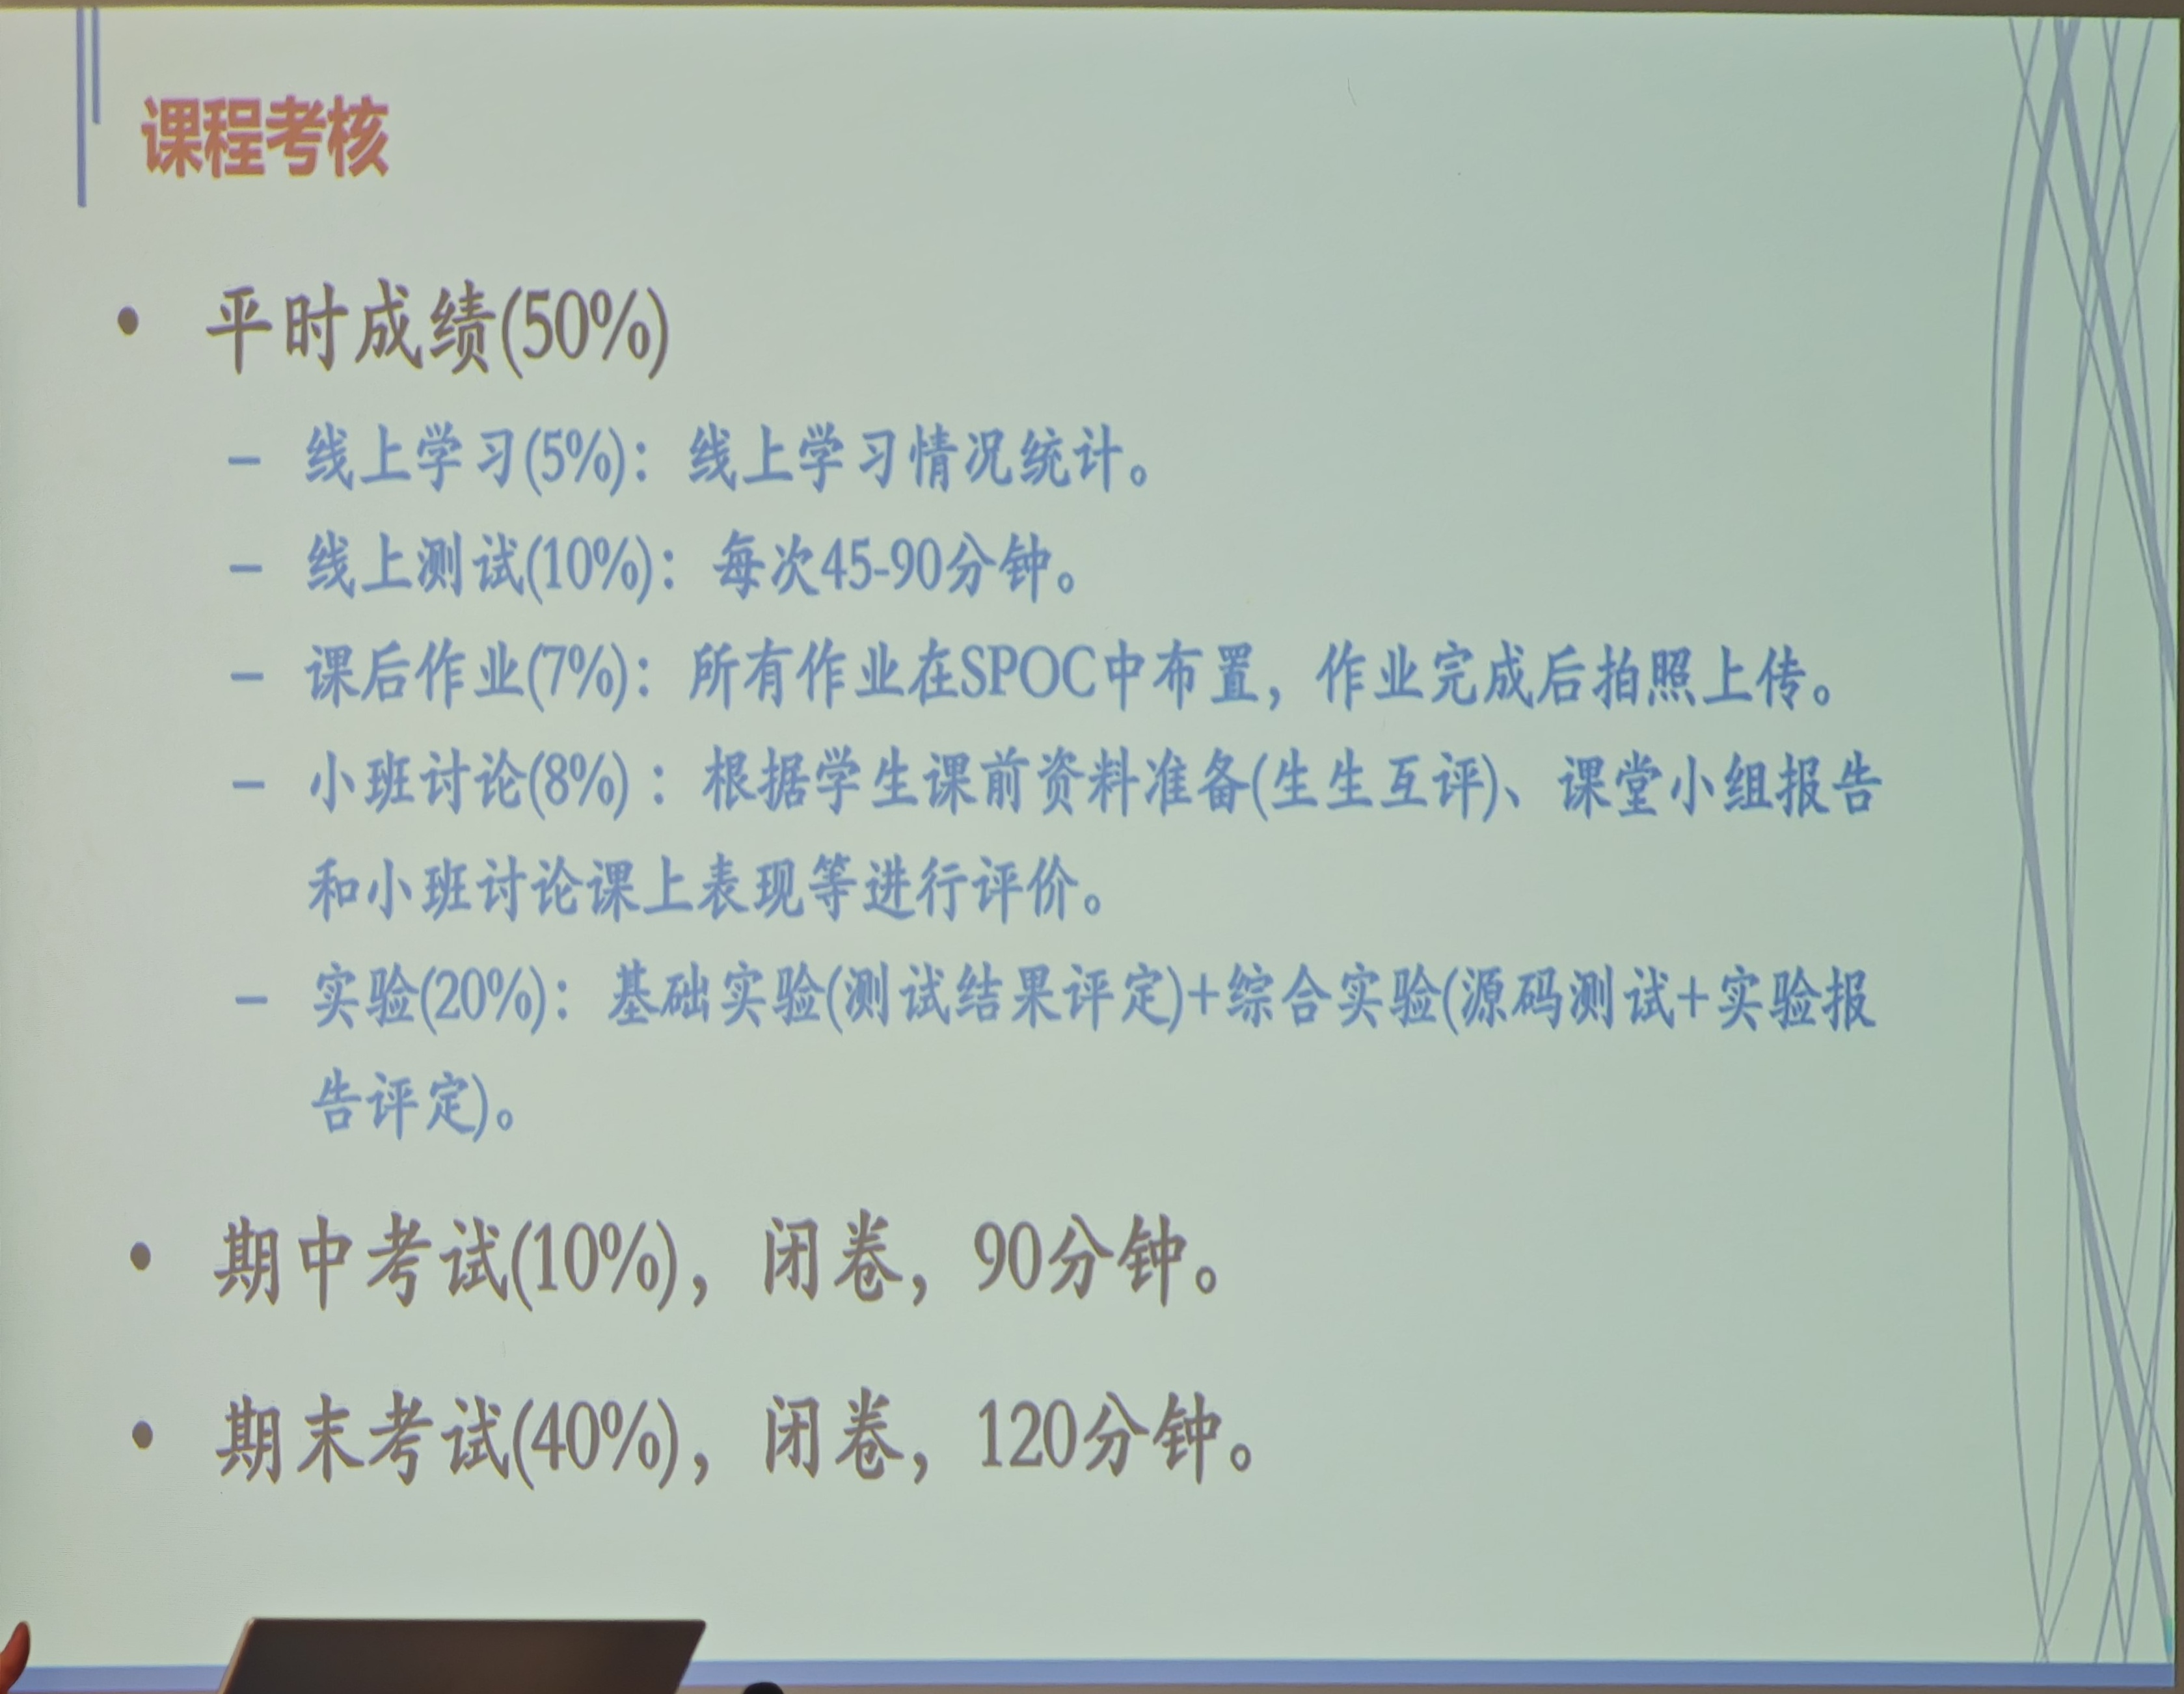 课程考核
• 平时成绩(50%)
– 线上学习(5%)：线上学习情况统计。
– 线上测试(10%)：每次45-90分钟。
– 课后作业(7%)：所有作业在SPOC中布置，作业完成后拍照上传。
– 小班讨论(8%)：根据学生课前资料准备(生生互评)、课堂小组报告
和小班讨论课上表现等进行评价。
– 实验(20%)：基础实验(测试结果评定)+综合实验(源码测试+实验报
告评定)。
• 期中考试(10%)，闭卷，90分钟。
• 期末考试(40%)，闭卷，120分钟。